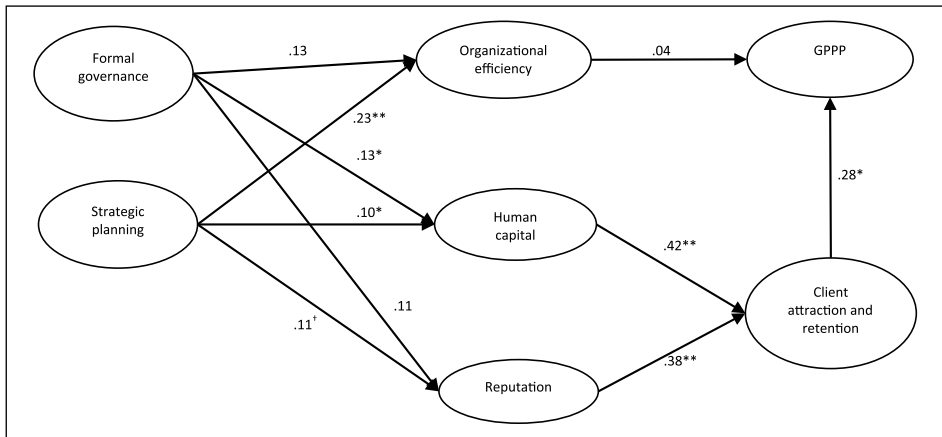 Formal
governance
.13
Organizational
efficiency
.04
GPPP
.23**
.13*
.28*
Strategic
planning
.10*
Human
capital
.42**
.11†
.11
Client
attraction and
retention
.38**
Reputation